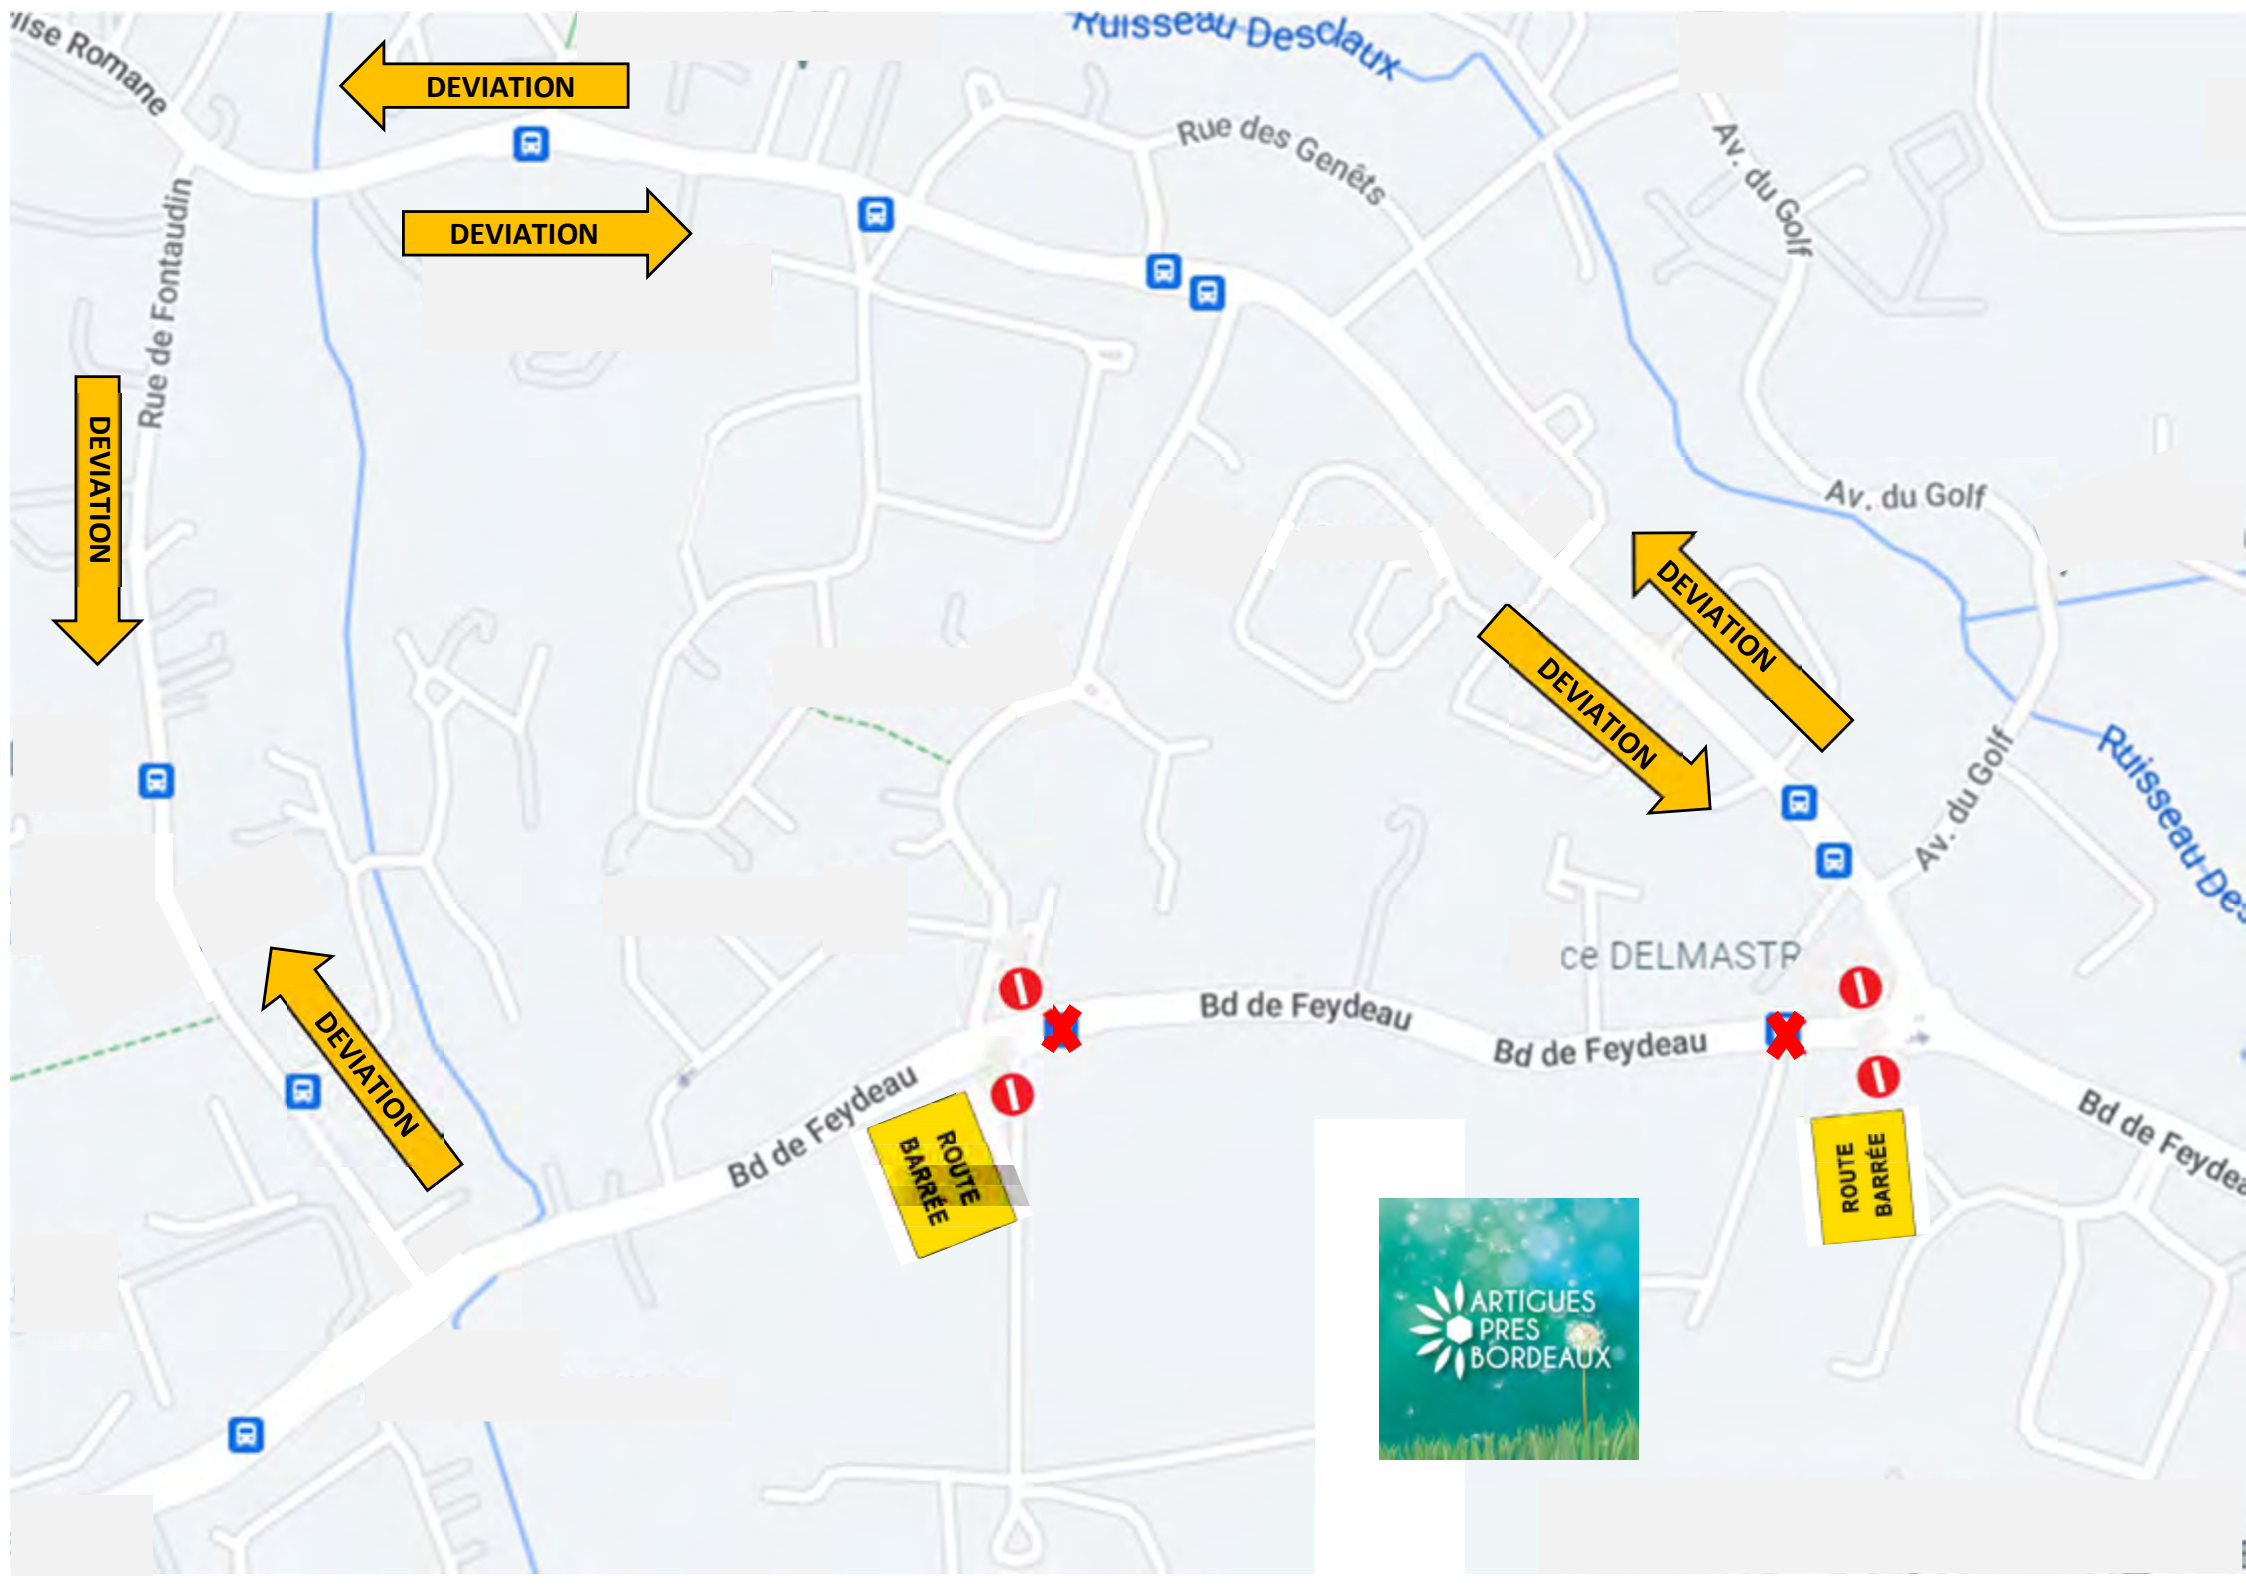 Ruisseau Desclaux
lise Romane
DEVIATION
Rue des Genêts
Av. du Golf
DEVIATION
Rue de Fontaudin
DEVIATION
Av. du Golf
DEVIATION
DEVIATION
Av. du Golf
Ruisseau Des
ce DELMASTR
Bd de Feydeau
Bd de Feydeau
DEVIATION
Bd de Feydeau
Bd de Feydea
ROUTE
BARRÉE
ROUTE
BARRÉE
ARTIGUES
PRES
BORDEAUX